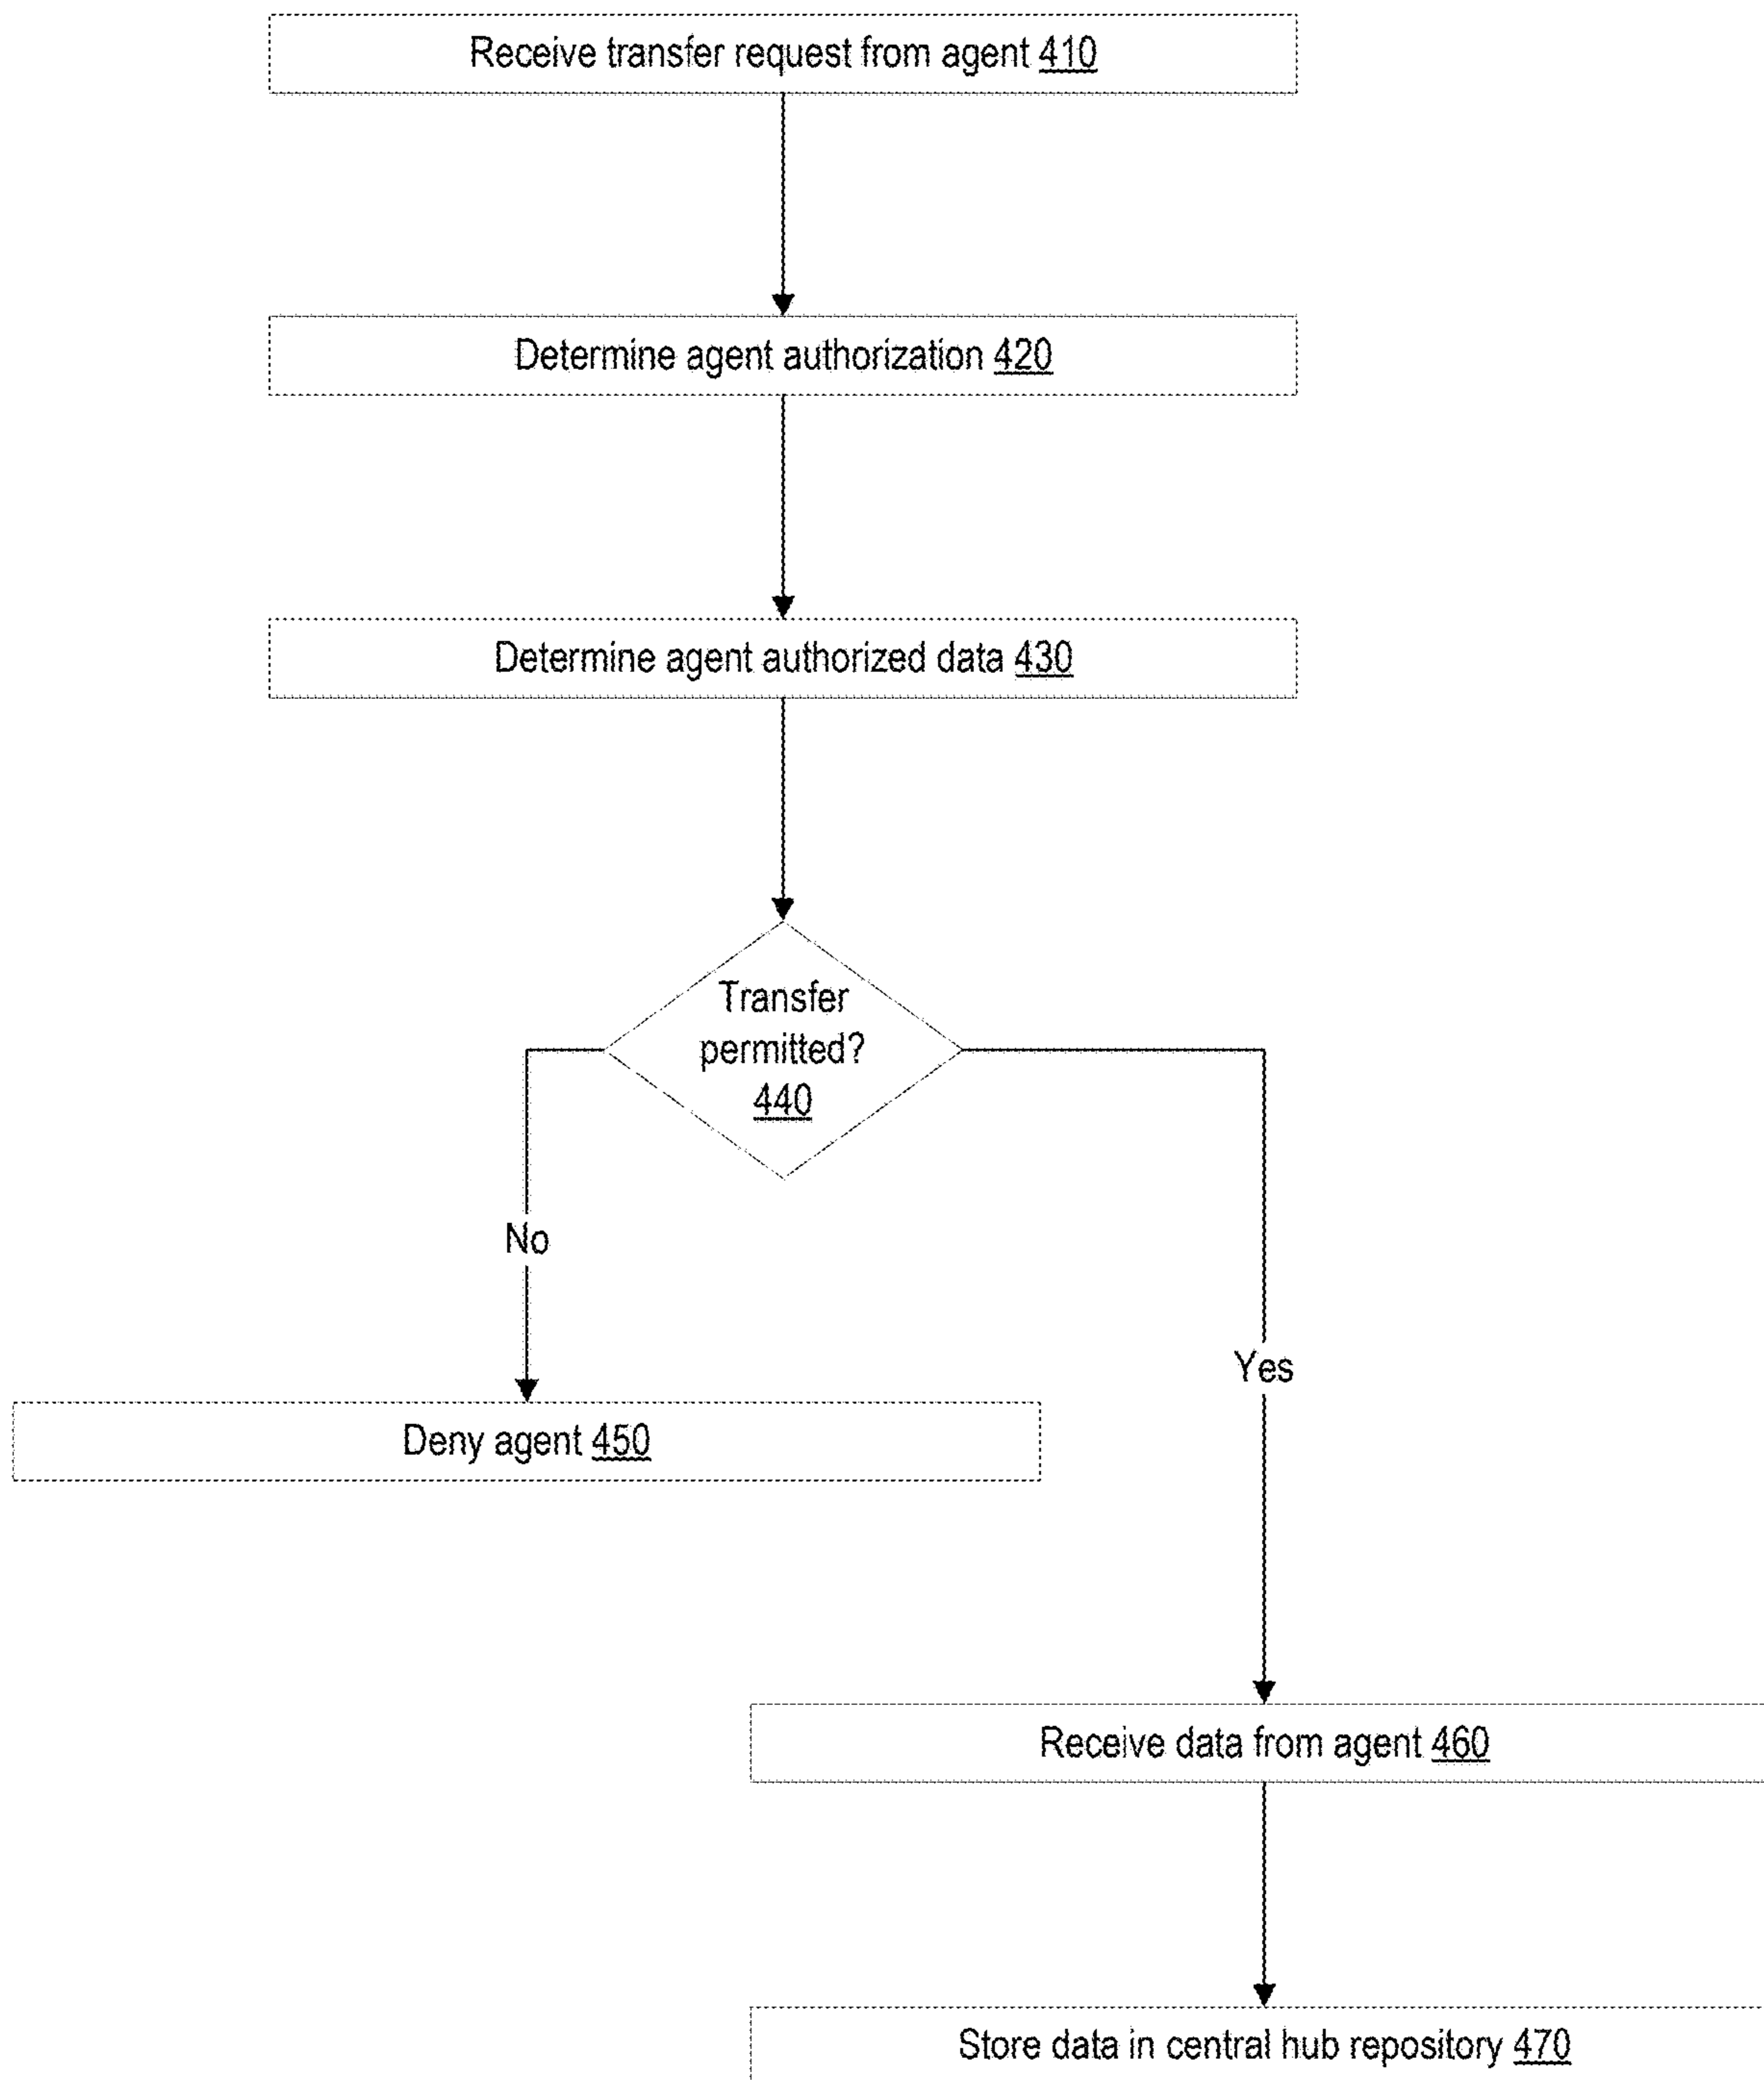 Receive transfer request from agent 410
Determine agent authorization 420
Determine agent authorized data 430
Transfer
permitted?
440
No
Yes
Deny agent 450
Receive data from agent 460
Store data in central hub repository 470